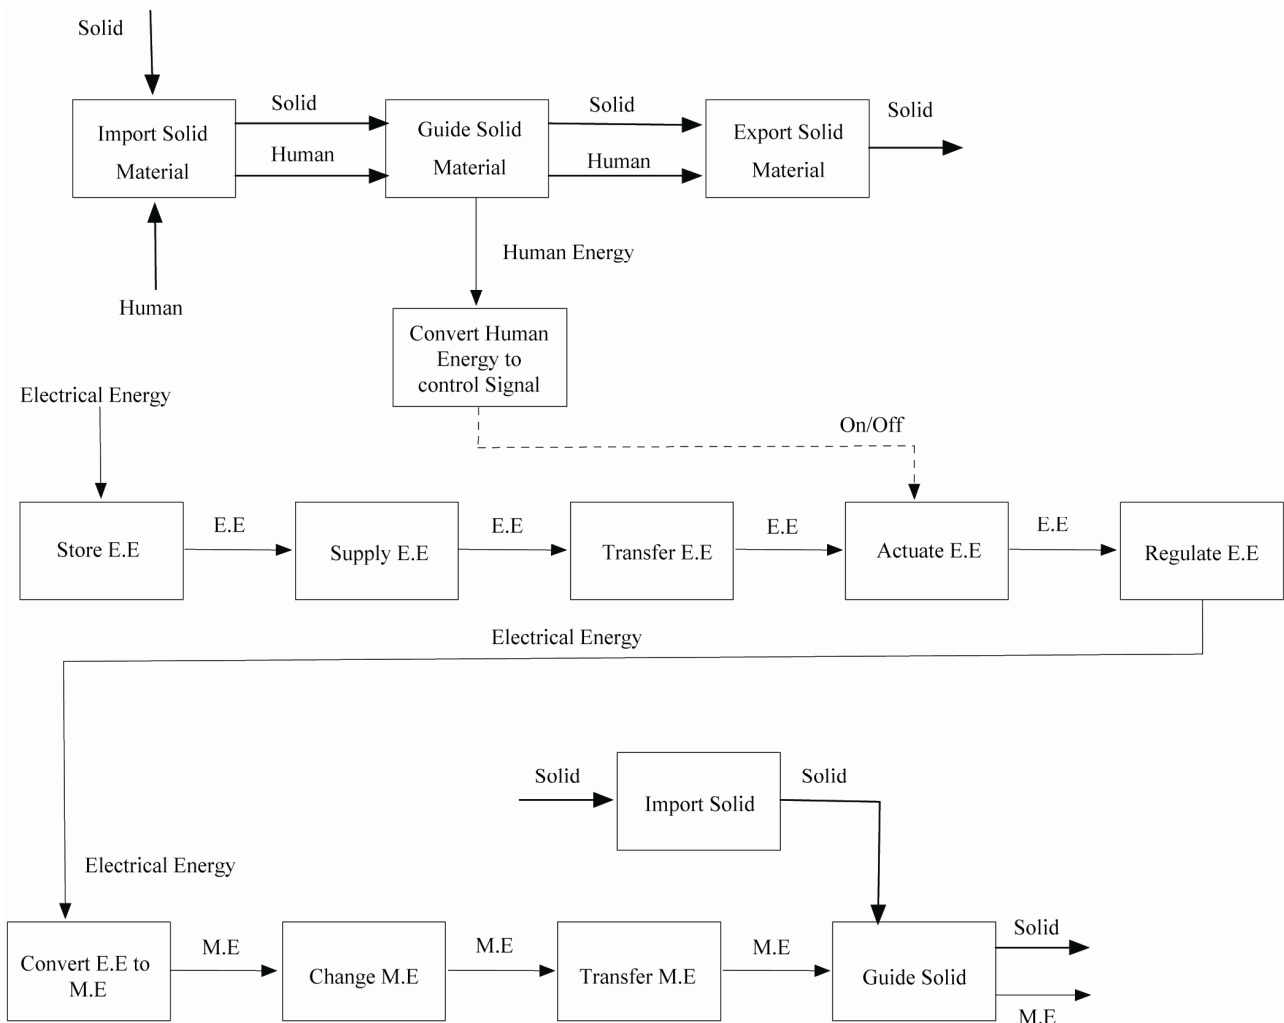 Solid
Import Solid
Material
Solid
Human
Guide Solid
Material
Solid
Human
Export Solid
Material
Solid
Human
Human Energy
Convert Human
Energy to
control Signal
On/Off
Electrical Energy
Store E.E
E.E
Supply E.E
E.E
Transfer E.E
E.E
Actuate E.E
E.E
Regulate E.E
Electrical Energy
Solid
Import Solid
Solid
Electrical Energy
Convert E.E to
M.E
M.E
Change M.E
M.E
Transfer M.E
M.E
Guide Solid
Solid
M.E